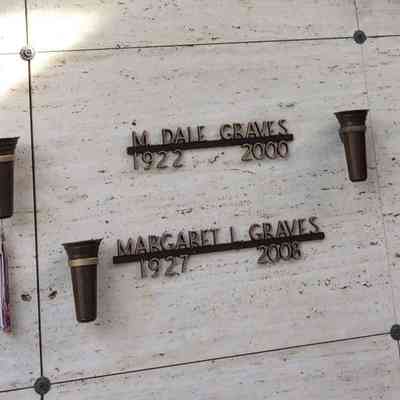 M. DALE GRAVES
1922 2000
MARGARET L. GRAVES
1927 2008